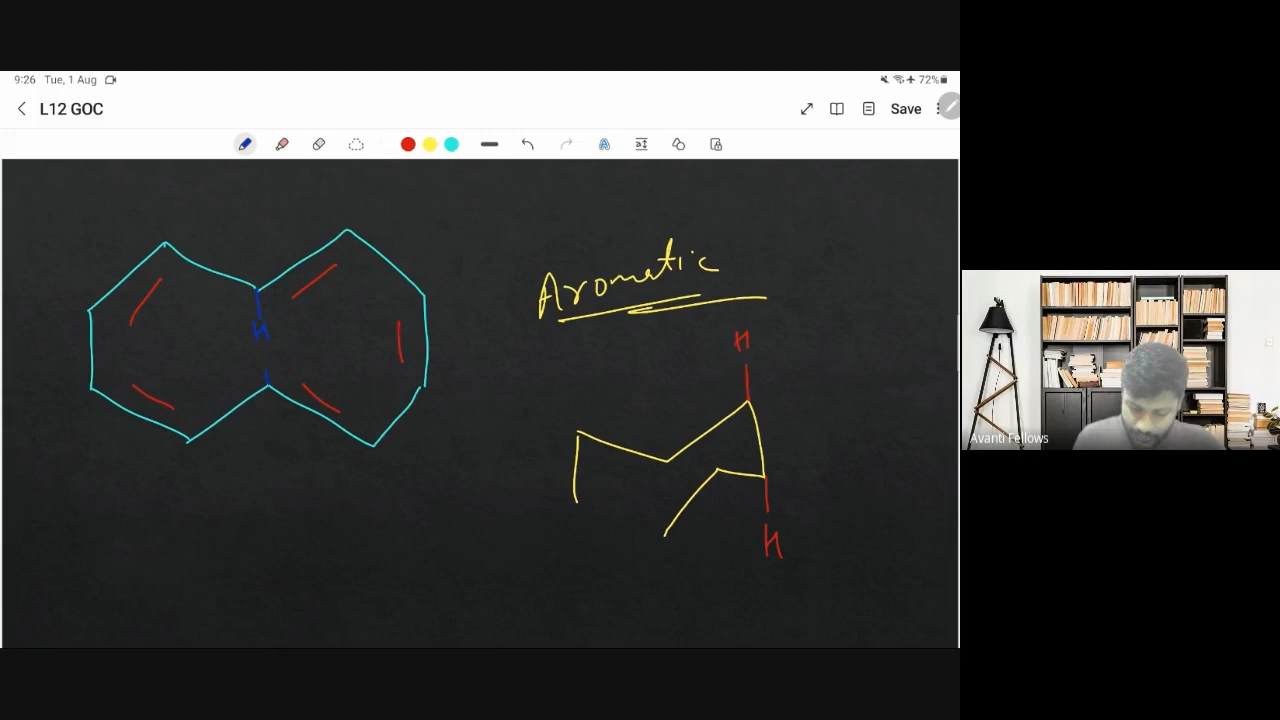 9:26 Tue, 1 Aug
72%
L12 GOC
Save
Aromatic
H
H
H
Avanti Fellows